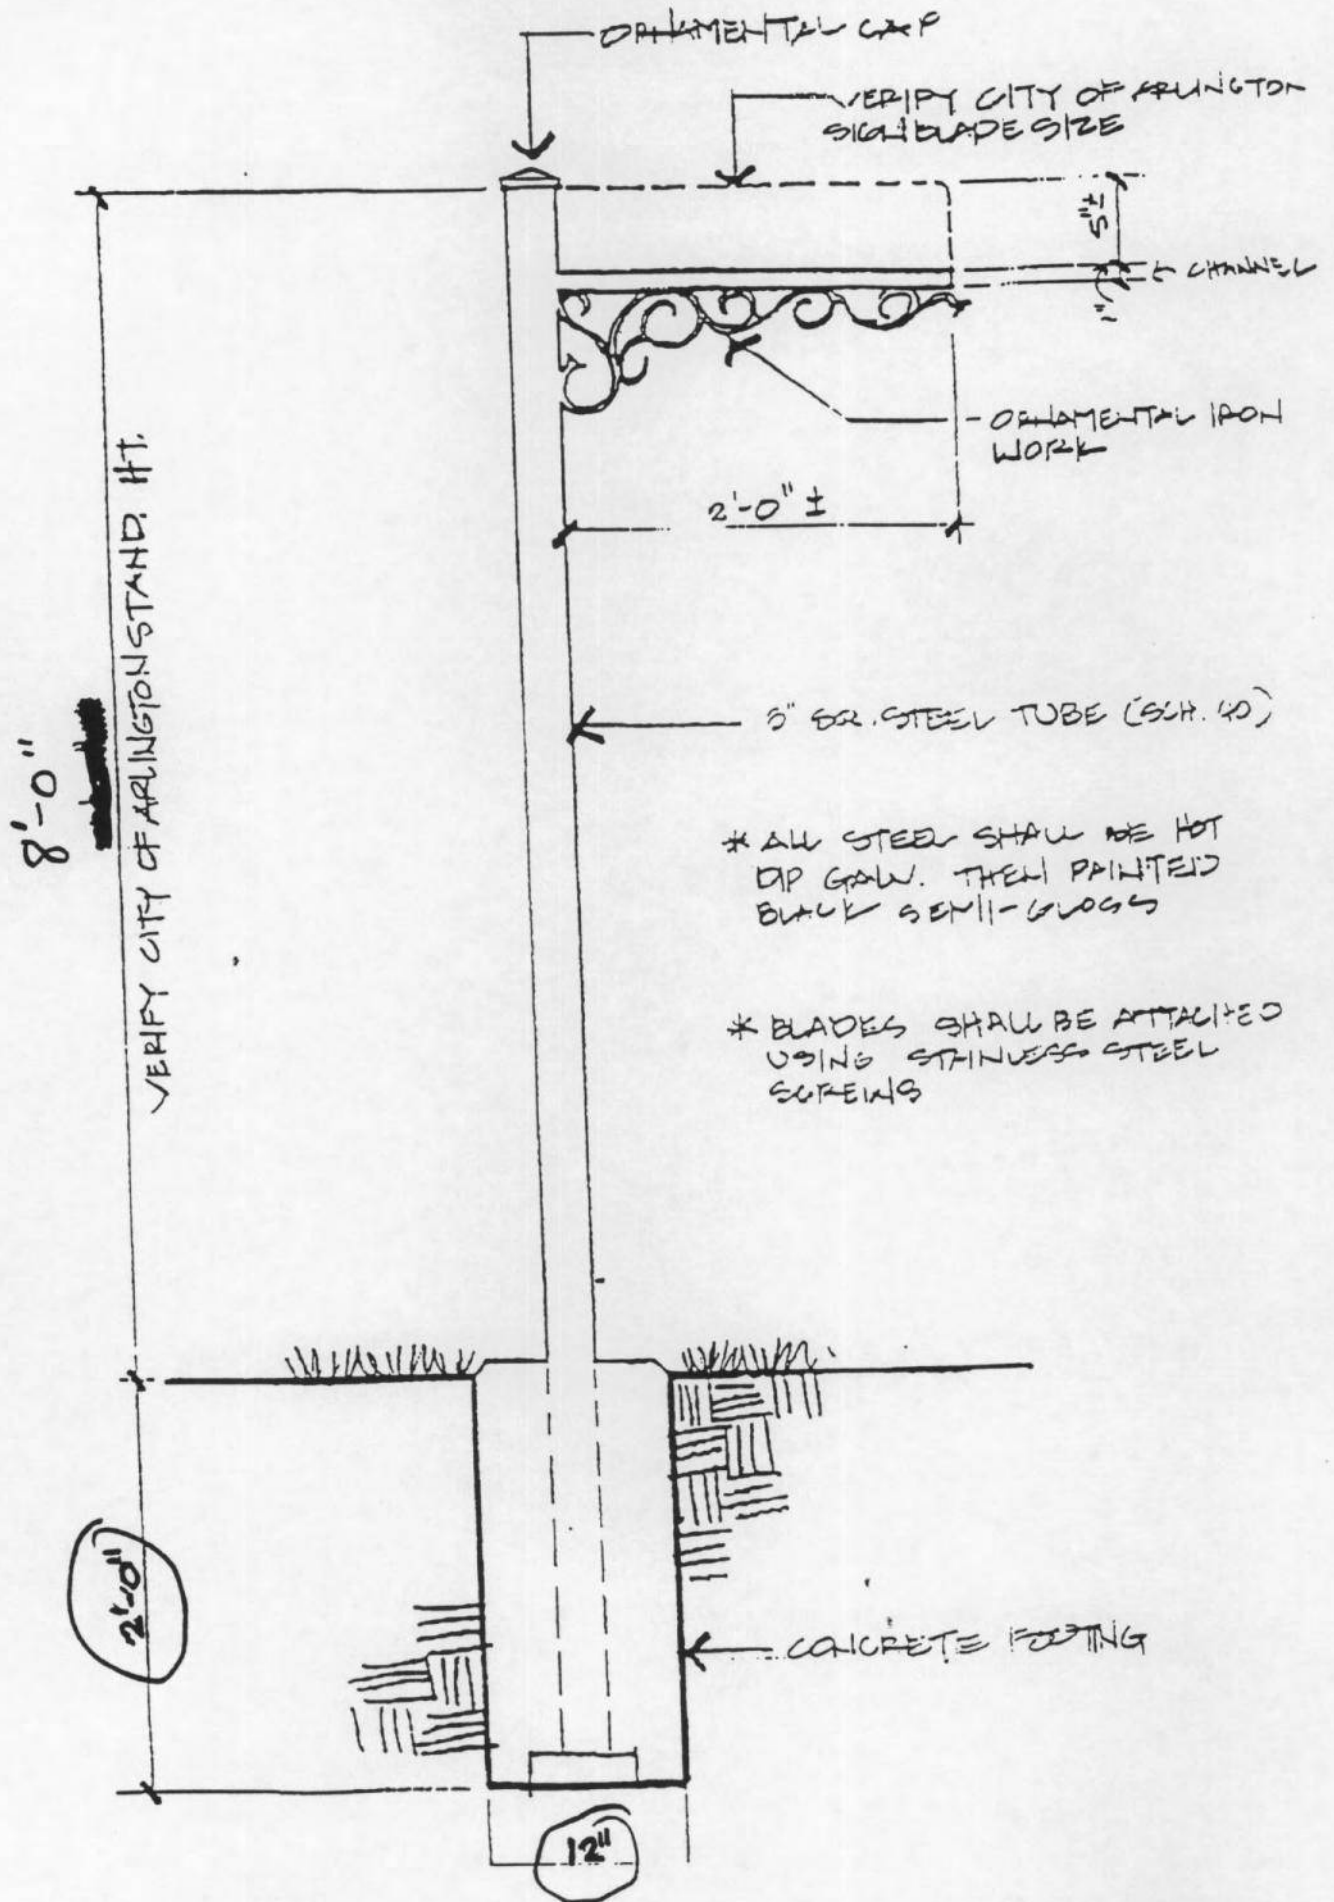 ORNAMENTAL CAP
VERIFY CITY OF ARLINGTON
SIGN BLADE SIZE
5"±
CHANNEL
1"
ORNAMENTAL IRON
WORK
2'-0" ±
8'-0"
VERIFY CITY OF ARLINGTON STAND. HT.
3" SQ. STEEL TUBE (SCH. 40)
* ALL STEEL SHALL BE HOT
DIP GALV. THEN PAINTED
BLACK SEMI-GLOSS
* BLADES SHALL BE ATTACHED
USING STAINLESS STEEL
SCREWS
2'-0"
CONCRETE FOOTING
12"